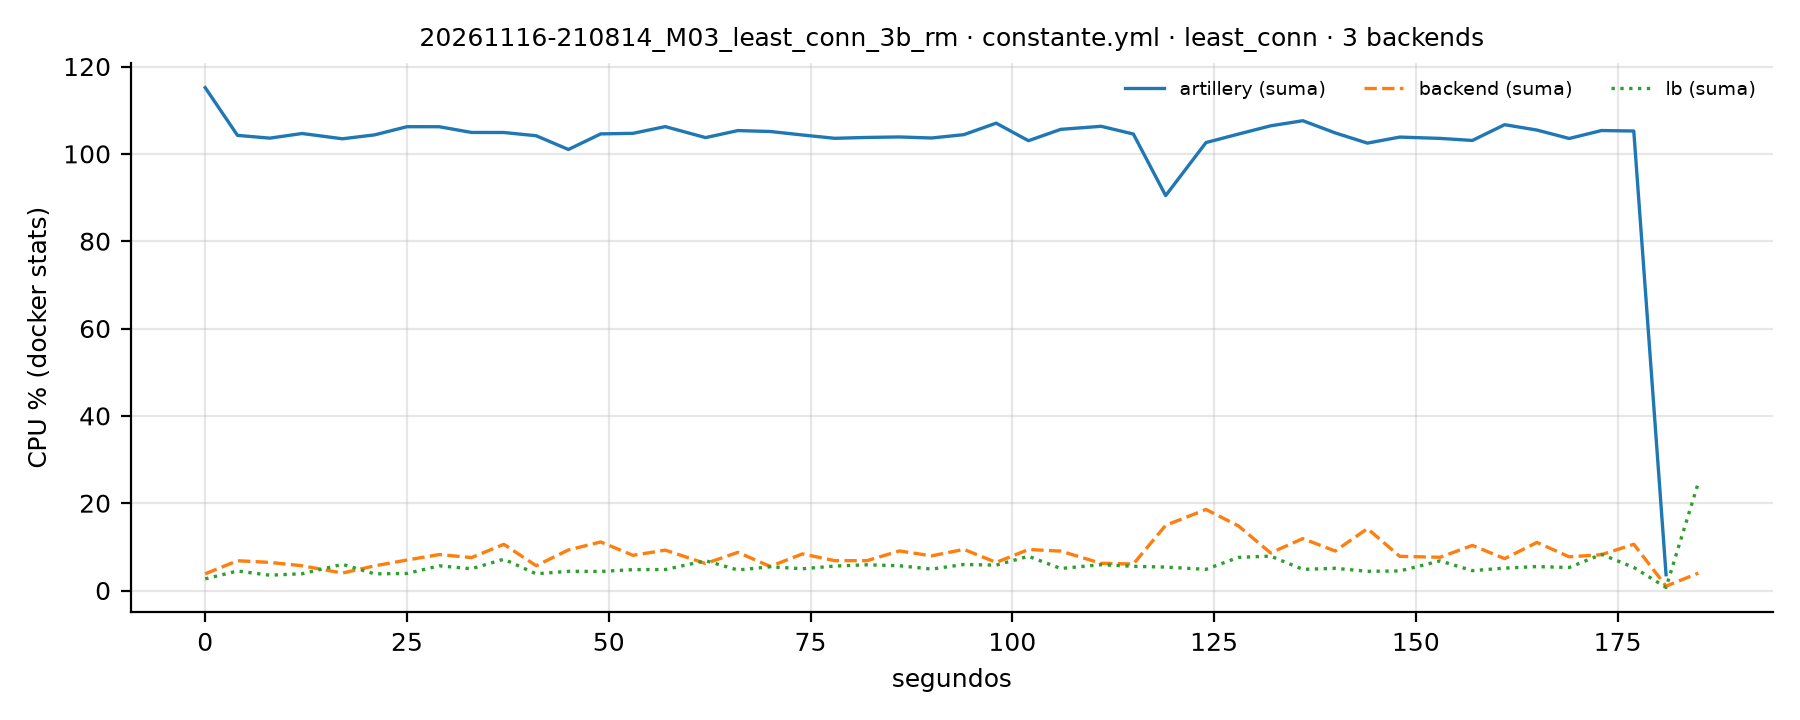 20261116-210814_M03_least_conn_3b_rm · constante.yml · least_conn · 3 backends
artillery (suma) backend (suma) lb (suma)
CPU % (docker stats)
120
100
80
60
40
20
0
0 25 50 75 100 125 150 175
segundos